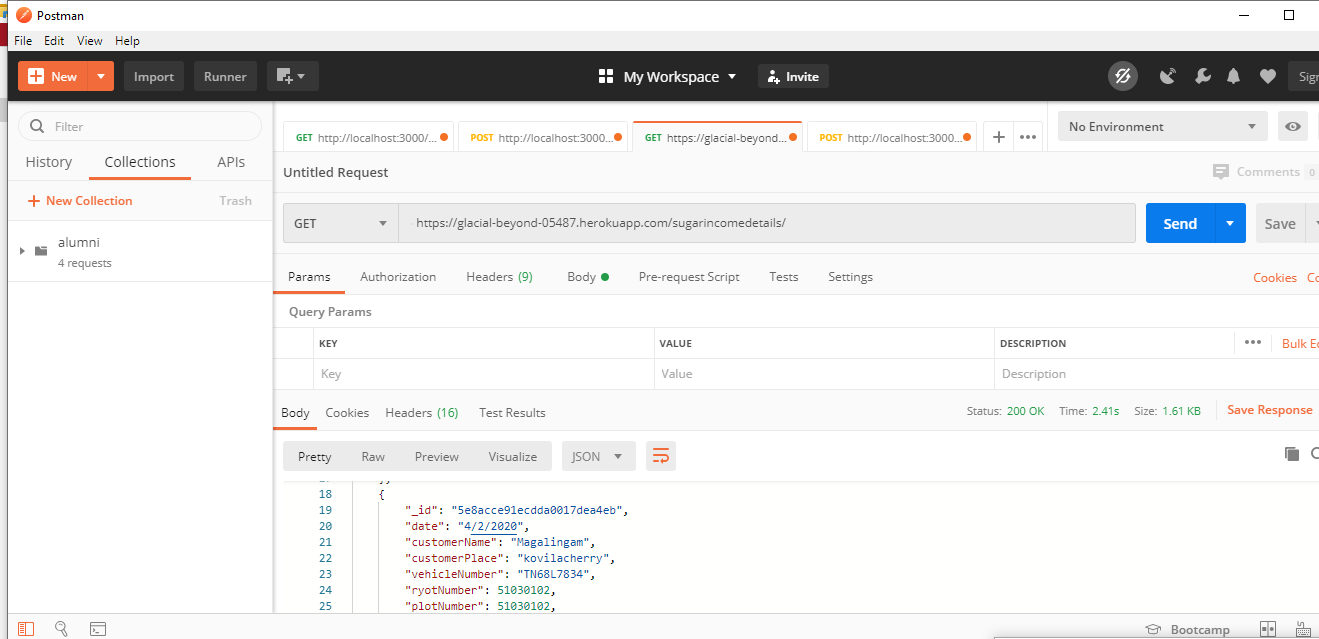 Postman
File Edit View Help
New Import Runner My Workspace Invite
Filter
History Collections APIs
New Collection Trash
alumni
4 requests
GET http://localhost:3000/... POST http://localhost:3000... GET https://glacial-beyond... POST http://localhost:3000... No Environment
Untitled Request Comments 0
GET https://glacial-beyond-05487.herokuapp.com/sugarincomedetails/ Send Save
Params Authorization Headers (9) Body Pre-request Script Tests Settings Cookies
Query Params
KEY VALUE DESCRIPTION Bulk
Key Value Description
Body Cookies Headers (16) Test Results Status: 200 OK Time: 2.41s Size: 1.61 KB Save Response
Pretty Raw Preview Visualize JSON
18 {
19 "_id": "5e8acce91ecdda0017dea4eb",
20 "date": "4/2/2020",
21 "customerName": "Magalingam",
22 "customerPlace": "kovilacherry",
23 "vehicleNumber": "TN68L7834",
24 "ryotNumber": 51030102,
25 "plotNumber": 51030102,
Bootcamp